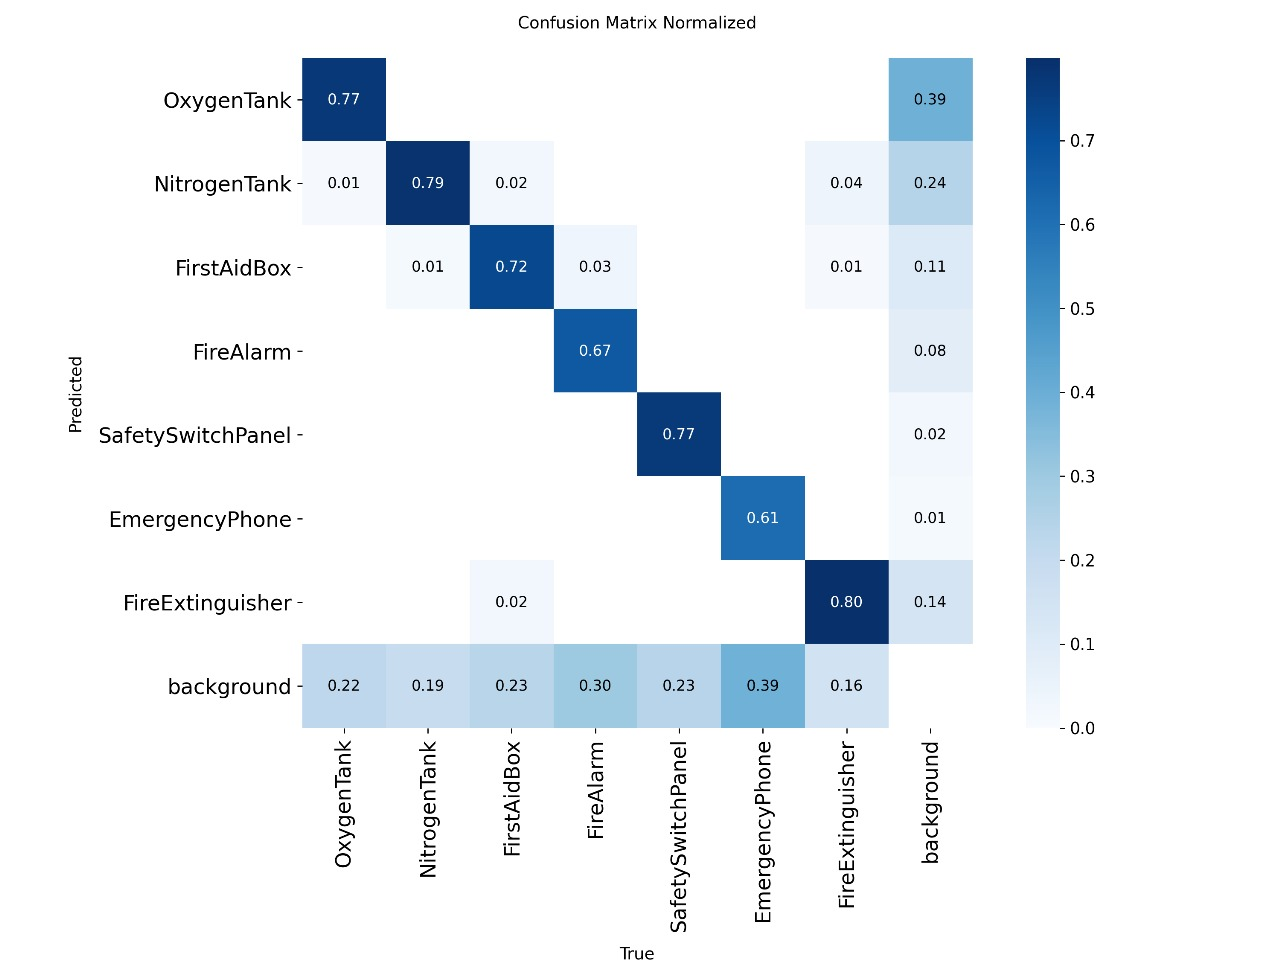 Confusion Matrix Normalized
OxygenTank 0.77 0.39
NitrogenTank 0.01 0.79 0.02 0.04 0.24
FirstAidBox 0.01 0.72 0.03 0.01 0.11
FireAlarm 0.67 0.08
SafetySwitchPanel 0.77 0.02
EmergencyPhone 0.61 0.01
FireExtinguisher 0.02 0.80 0.14
background 0.22 0.19 0.23 0.30 0.23 0.39 0.16
Predicted
OxygenTank
NitrogenTank
FirstAidBox
FireAlarm
SafetySwitchPanel
EmergencyPhone
FireExtinguisher
background
True
0.7
0.6
0.5
0.4
0.3
0.2
0.1
0.0